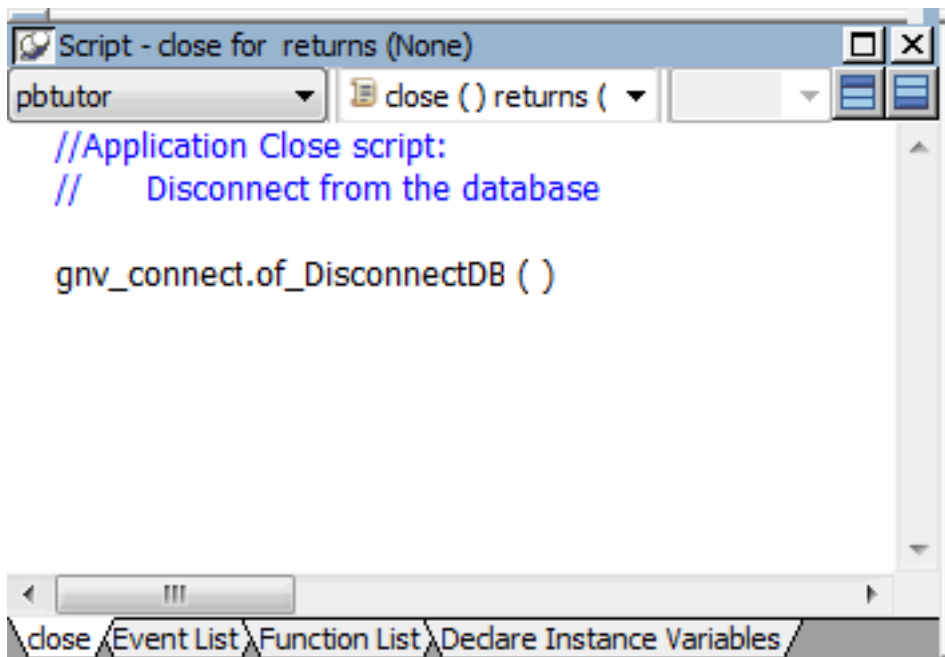 Script - close for returns (None)
pbtutor
close ( ) returns (
//Application Close script:
// Disconnect from the database
gnv_connect.of_DisconnectDB ( )
close
Event List
Function List
Declare Instance Variables